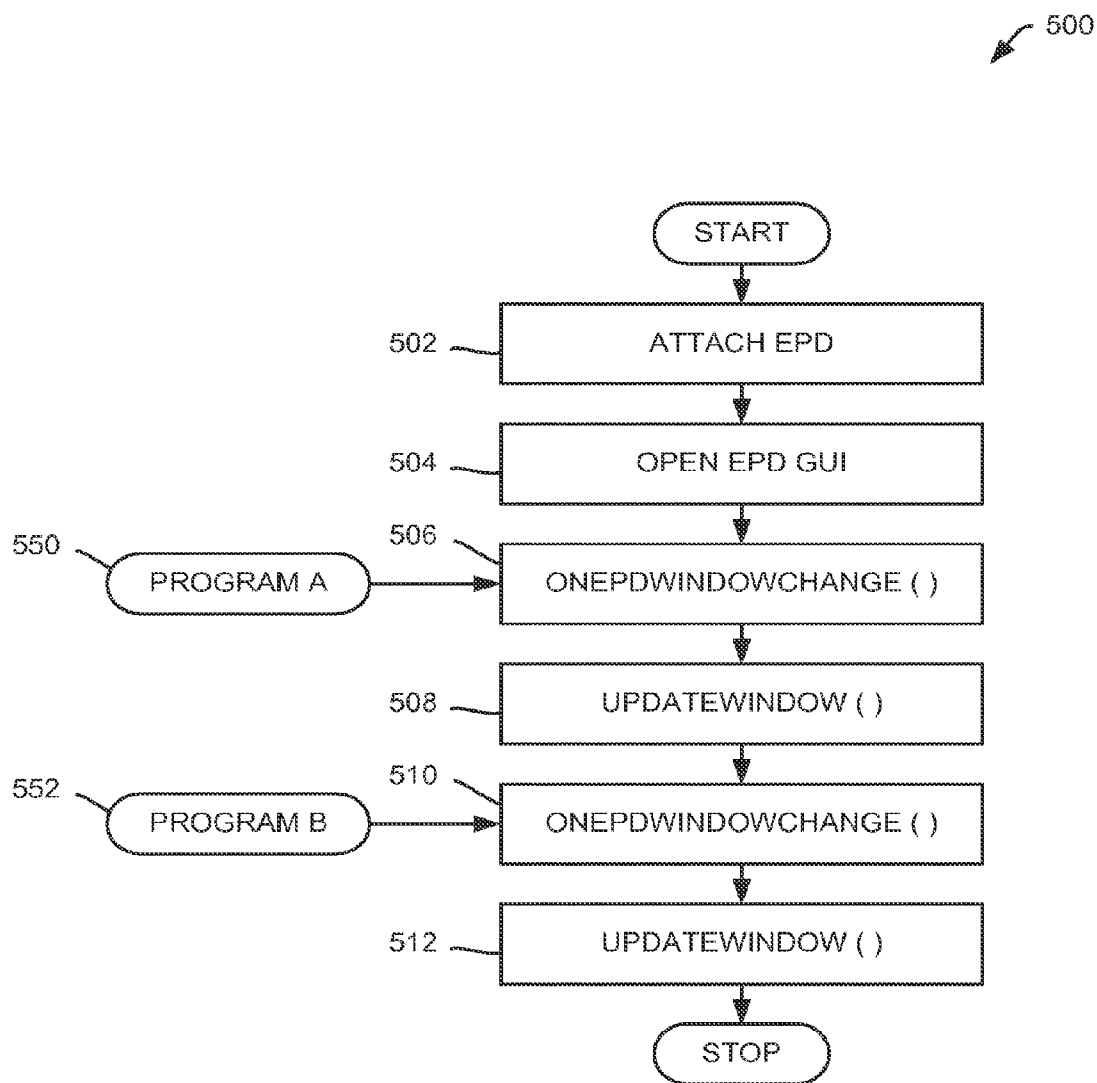 500
START
502 ATTACH EPD
504 OPEN EPD GUI
550 PROGRAM A 506 ONEPDWINDOWCHANGE ( )
508 UPDATEWINDOW ( )
552 PROGRAM B 510 ONEPDWINDOWCHANGE ( )
512 UPDATEWINDOW ( )
STOP